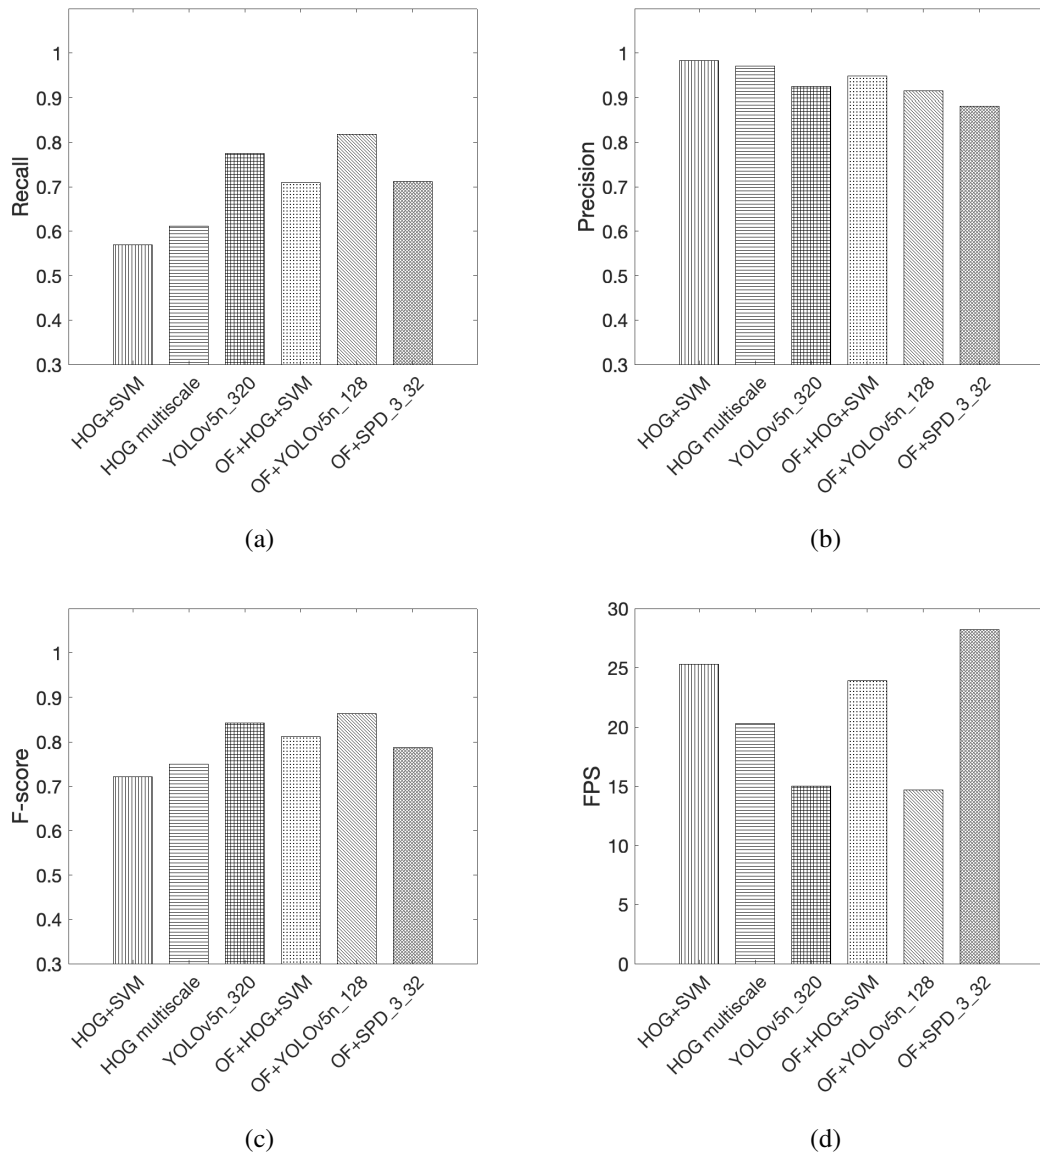 Recall
1
0.9
0.8
0.7
0.6
0.5
0.4
0.3
HOG+SVM
HOG multiscale
YOLOv5n_320
OF+HOG+SVM
OF+YOLOv5n_128
OF+SPD_3_32
(a)
Precision
1
0.9
0.8
0.7
0.6
0.5
0.4
0.3
HOG+SVM
HOG multiscale
YOLOv5n_320
OF+HOG+SVM
OF+YOLOv5n_128
OF+SPD_3_32
(b)
F-score
1
0.9
0.8
0.7
0.6
0.5
0.4
0.3
HOG+SVM
HOG multiscale
YOLOv5n_320
OF+HOG+SVM
OF+YOLOv5n_128
OF+SPD_3_32
(c)
FPS
30
25
20
15
10
5
0
HOG+SVM
HOG multiscale
YOLOv5n_320
OF+HOG+SVM
OF+YOLOv5n_128
OF+SPD_3_32
(d)